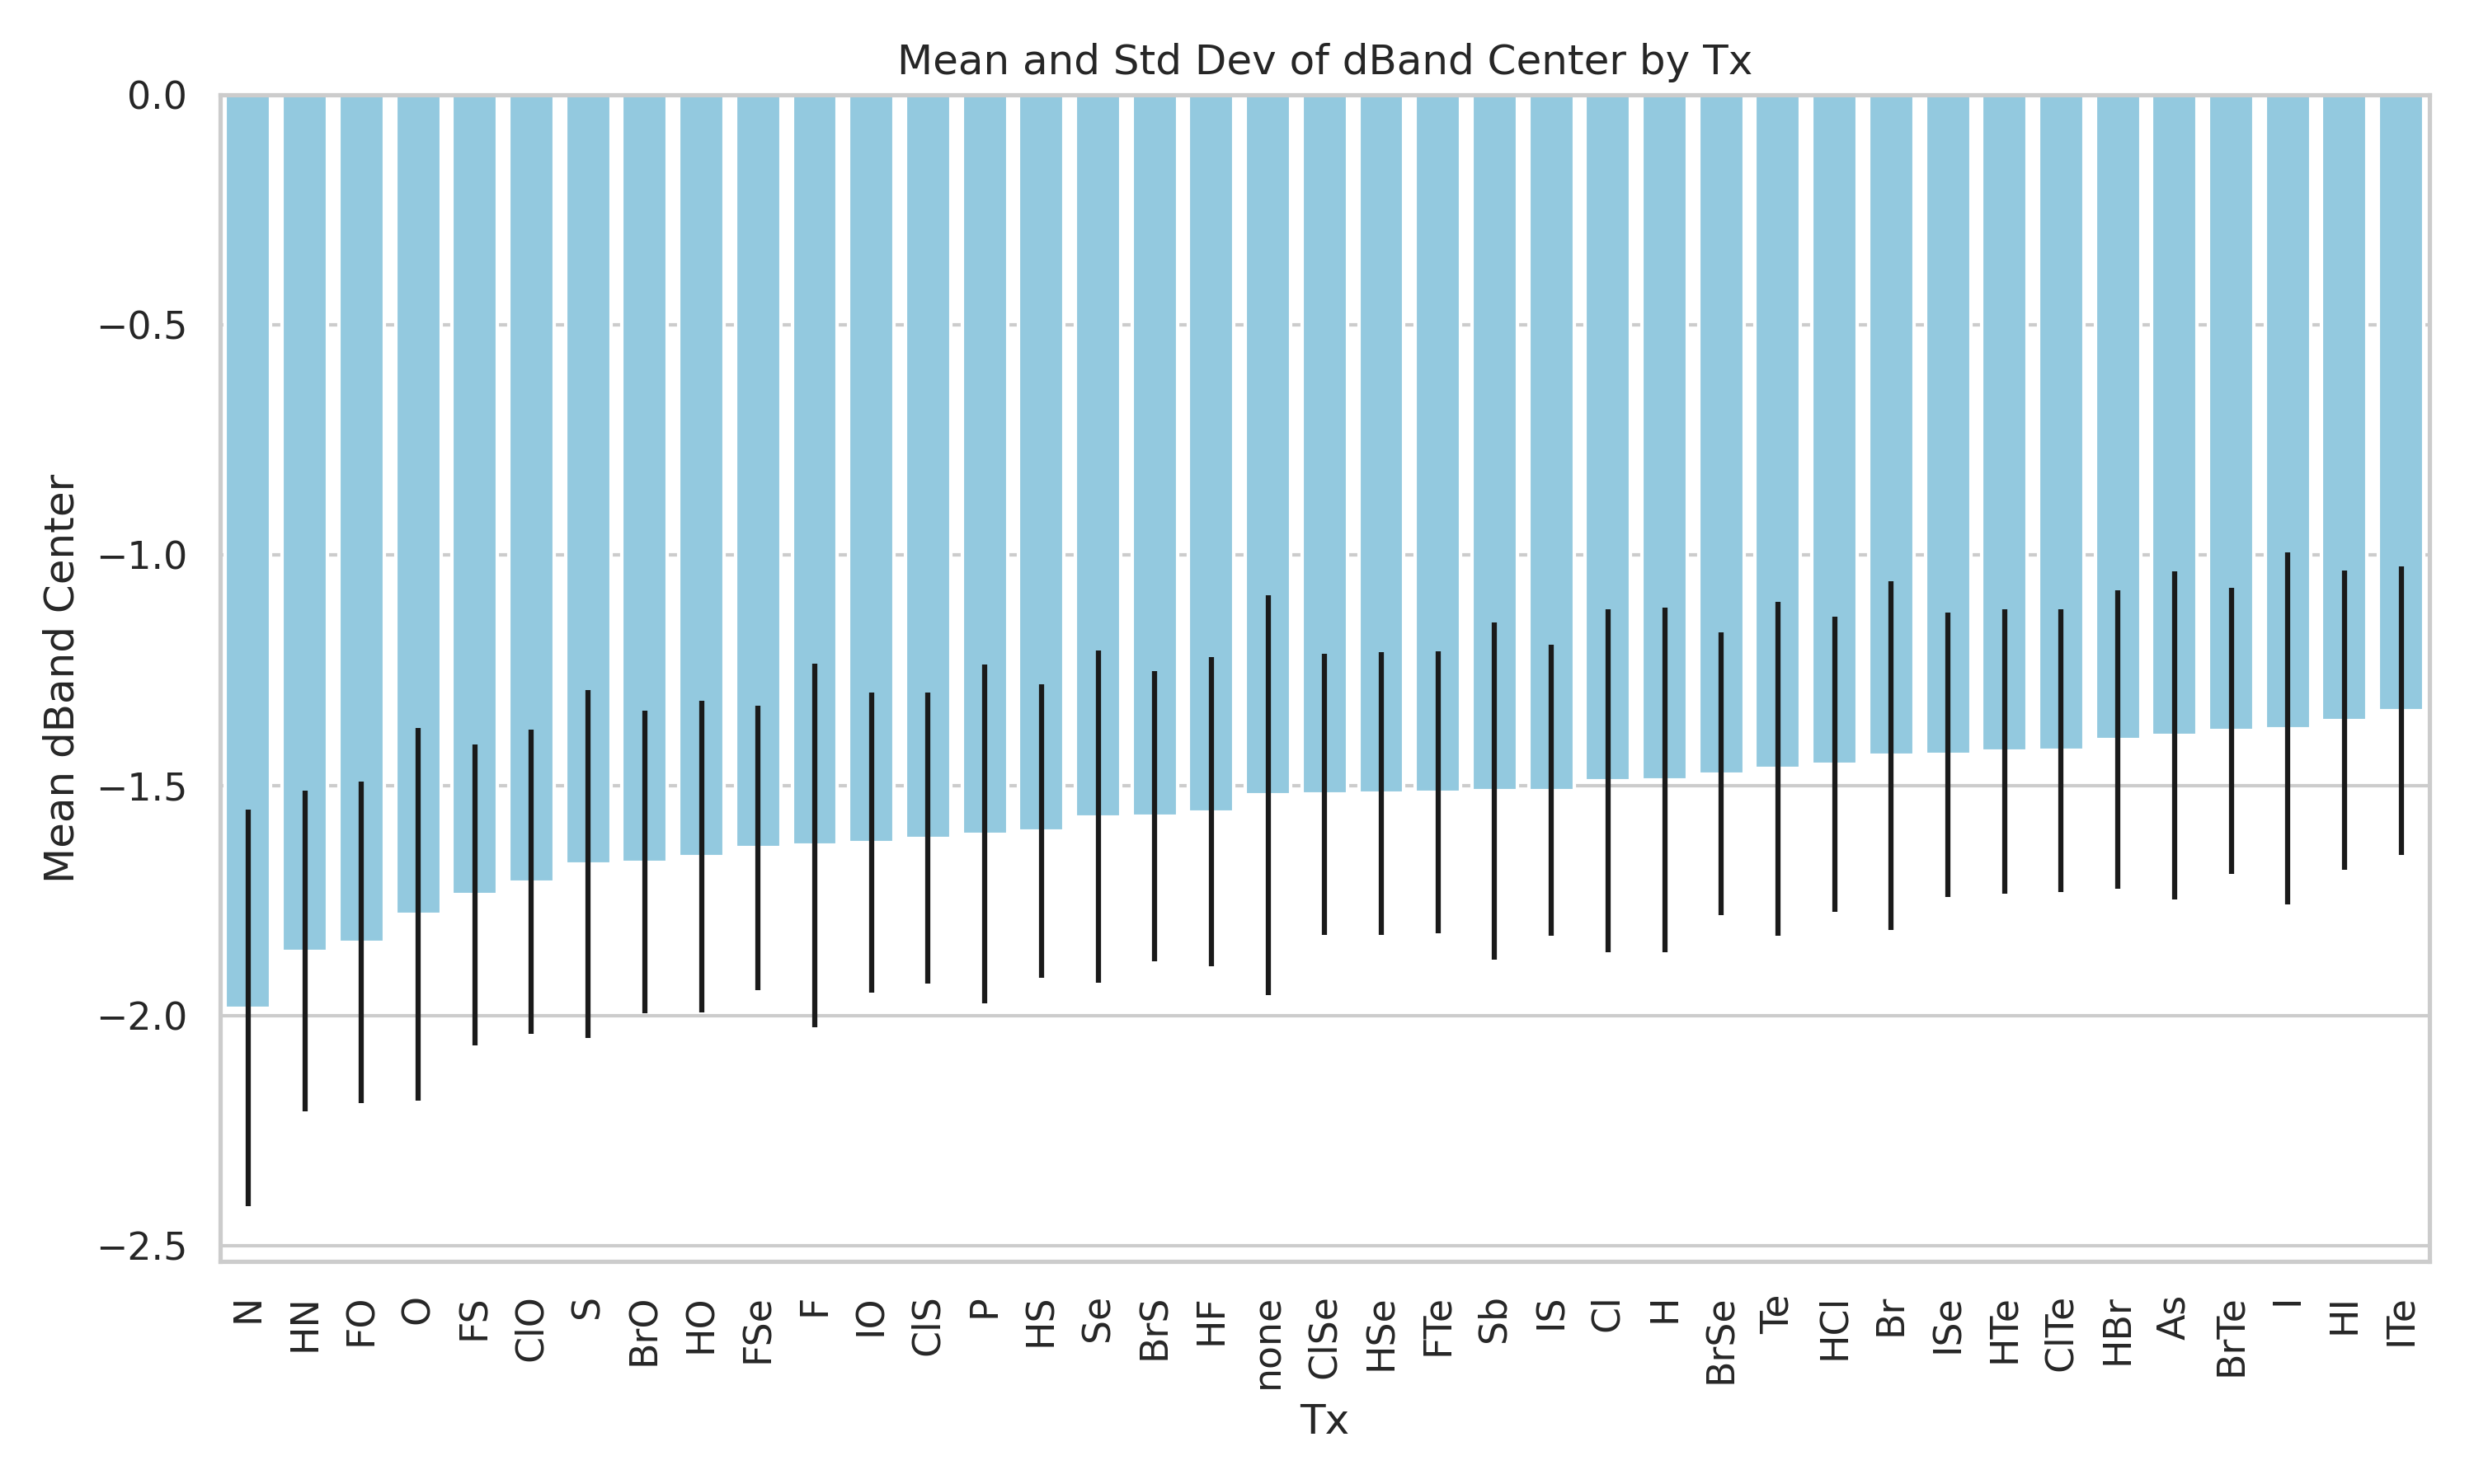 Mean and Std Dev of dBand Center by Tx
Mean dBand Center
0.0
−0.5
−1.0
−1.5
−2.0
−2.5
N
HN
FO
O
FS
ClO
S
BrO
HO
FSe
F
IO
ClS
P
HS
Se
BrS
HF
none
ClSe
HSe
FTe
Sb
IS
Cl
H
BrSe
Te
HCl
Br
ISe
HTe
ClTe
HBr
As
BrTe
I
HI
ITe
Tx